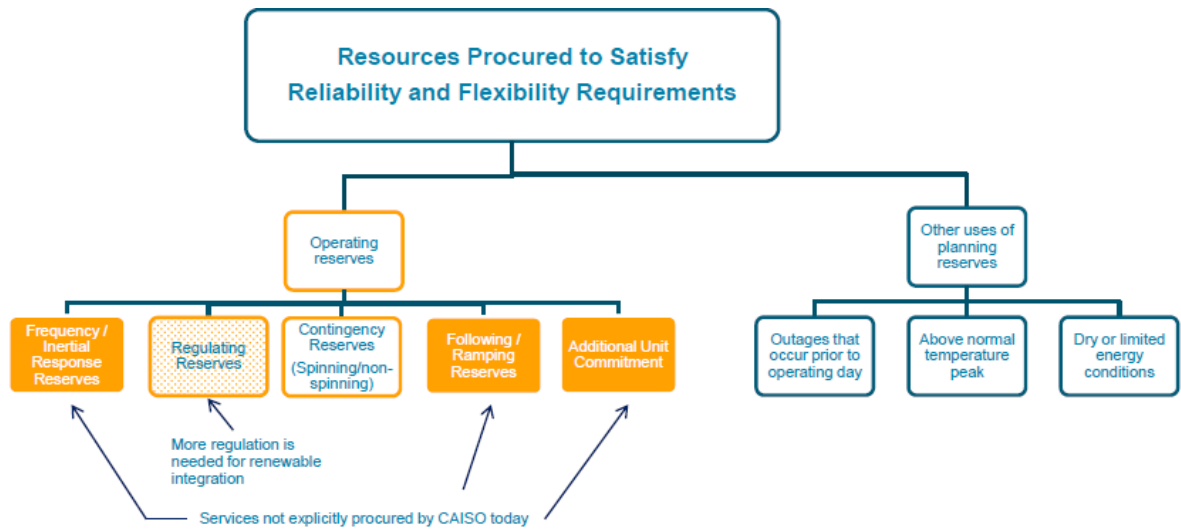 Resources Procured to Satisfy
Reliability and Flexibility Requirements
Operating
reserves
Other uses of
planning
reserves
Frequency /
Inertial
Response
Reserves
Regulating
Reserves
Contingency
Reserves
(Spinning/non-
spinning)
Following /
Ramping
Reserves
Additional Unit
Commitment
Outages that
occur prior to
operating day
Above normal
temperature
peak
Dry or limited
energy
conditions
More regulation is
needed for renewable
integration
Services not explicitly procured by CAISO today